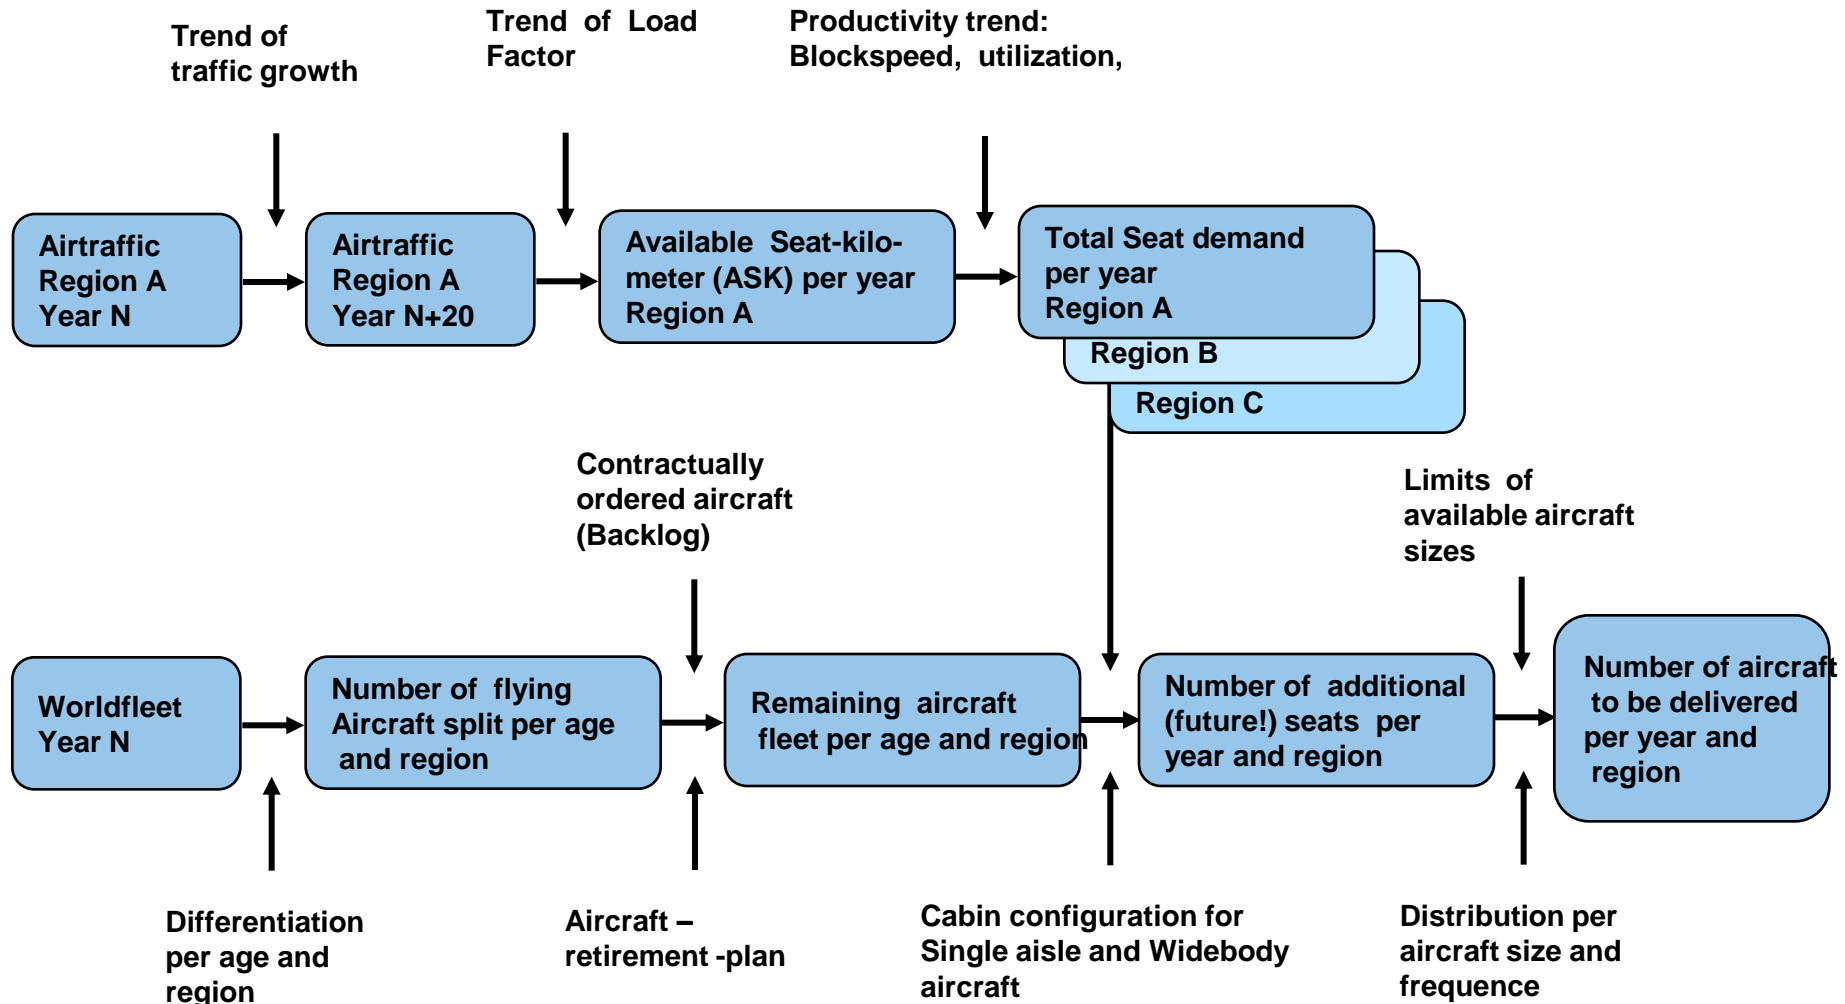 Trend of
traffic growth
Trend of Load
Factor
Productivity trend:
Blockspeed, utilization,
Airtraffic
Region A
Year N
Airtraffic
Region A
Year N+20
Available Seat-kilo-
meter (ASK) per year
Region A
Total Seat demand
per year
Region A
Region B
Region C
Contractually
ordered aircraft
(Backlog)
Limits of
available aircraft
sizes
Worldfleet
Year N
Number of flying
Aircraft split per age
and region
Remaining aircraft
fleet per age and region
Number of additional
(future!) seats per
year and region
Number of aircraft
to be delivered
per year and
region
Differentiation
per age and
region
Aircraft –
retirement -plan
Cabin configuration for
Single aisle and Widebody
aircraft
Distribution per
aircraft size and
frequence